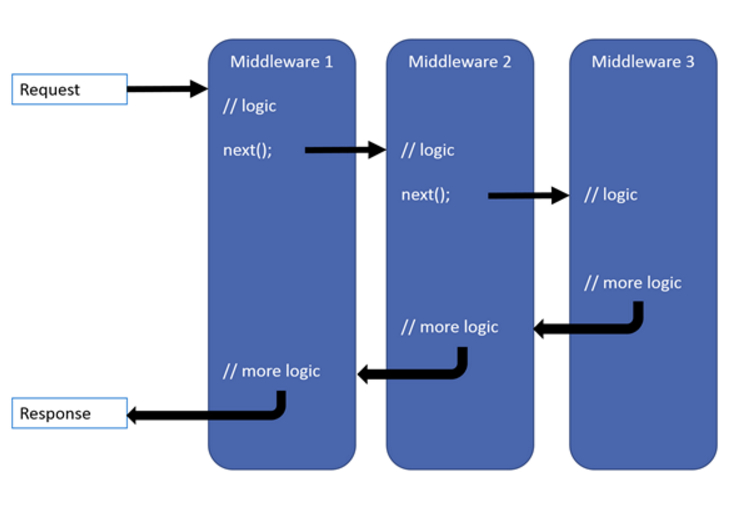 Middleware 1
Middleware 2
Middleware 3
Request
// logic
next();
// logic
next();
// logic
// more logic
// more logic
// more logic
Response